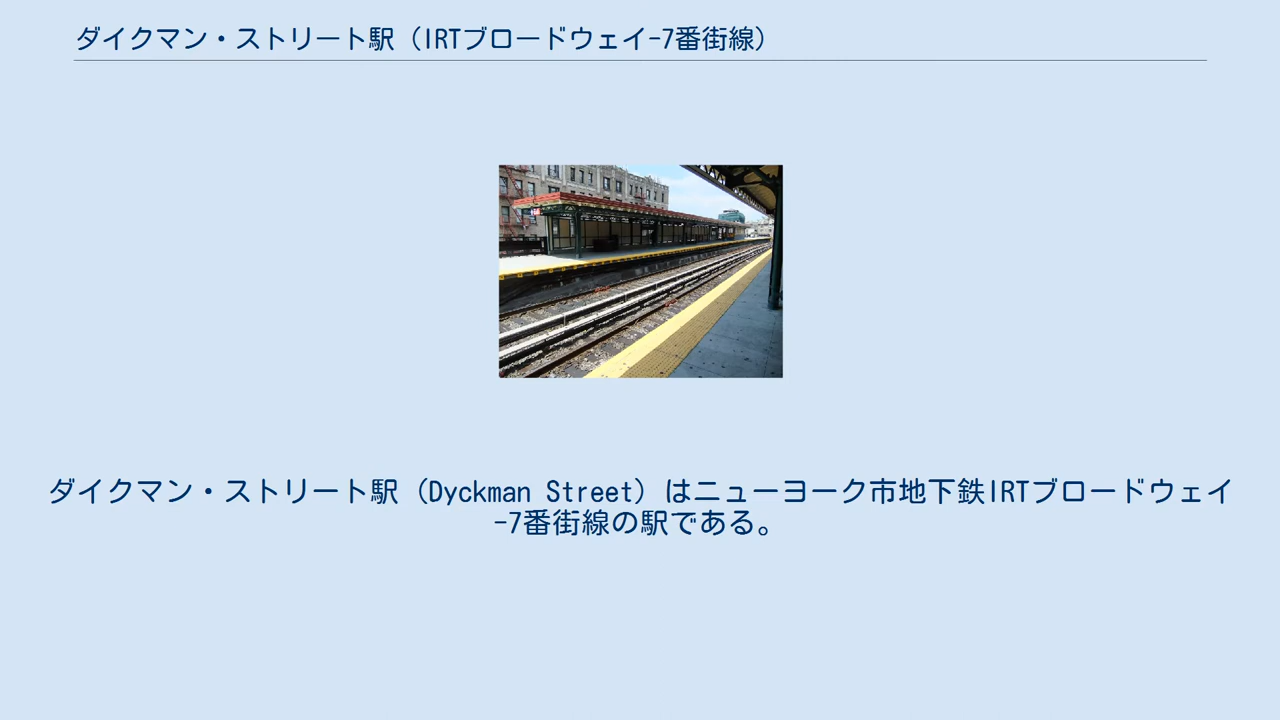 ダイクマン・ストリート駅（IRTブロードウェイ-7番街線）
ダイクマン・ストリート駅（Dyckman Street）はニューヨーク市地下鉄IRTブロードウェイ
-7番街線の駅である。